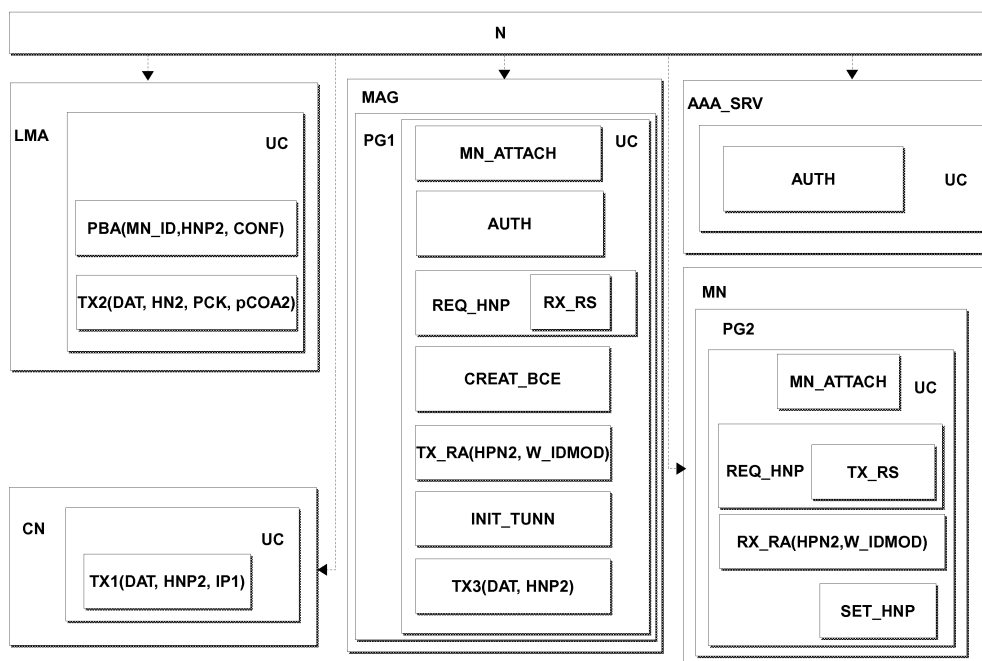 N
LMA
UC
PBA(MN_ID,HNP2, CONF)
TX2(DAT, HN2, PCK, pCOA2)
CN
UC
TX1(DAT, HNP2, IP1)
MAG
PG1
UC
MN_ATTACH
AUTH
REQ_HNP
RX_RS
CREAT_BCE
TX_RA(HPN2, W_IDMOD)
INIT_TUNN
TX3(DAT, HNP2)
AAA_SRV
AUTH
UC
MN
PG2
MN_ATTACH
UC
REQ_HNP
TX_RS
RX_RA(HPN2,W_IDMOD)
SET_HNP